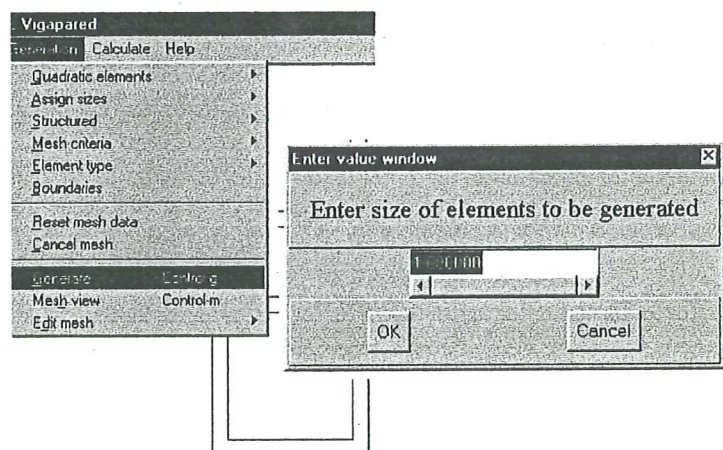 Vigapared
Generation Calculate Help
Quadratic elements
Assign sizes
Structured
Mesh criteria
Element type
Boundaries
Reset mesh data
Cancel mesh
Generate Control-g
Mesh view Control-m
Edit mesh
Enter value window
Enter size of elements to be generated
OK Cancel